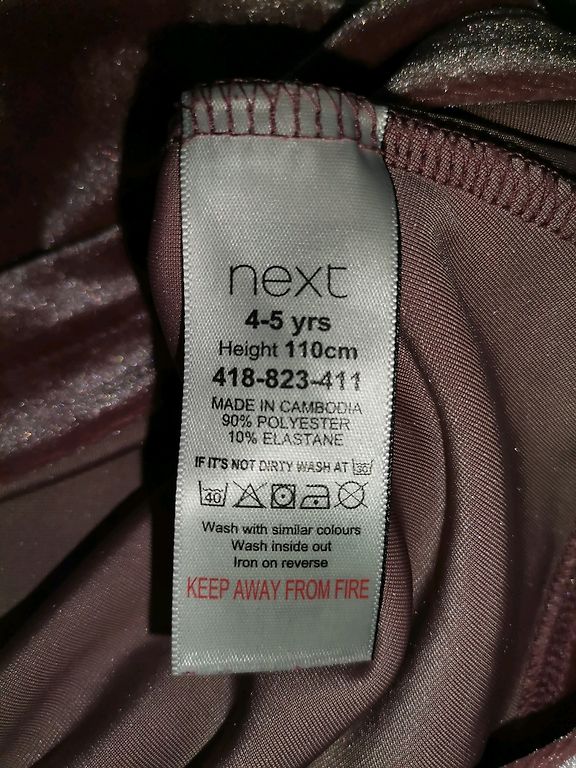 next
4-5 yrs
Height 110cm
418-823-411
MADE IN CAMBODIA
90% POLYESTER
10% ELASTANE
IF IT'S NOT DIRTY WASH AT 30°
40
Wash with similar colours
Wash inside out
Iron on reverse
KEEP AWAY FROM FIRE